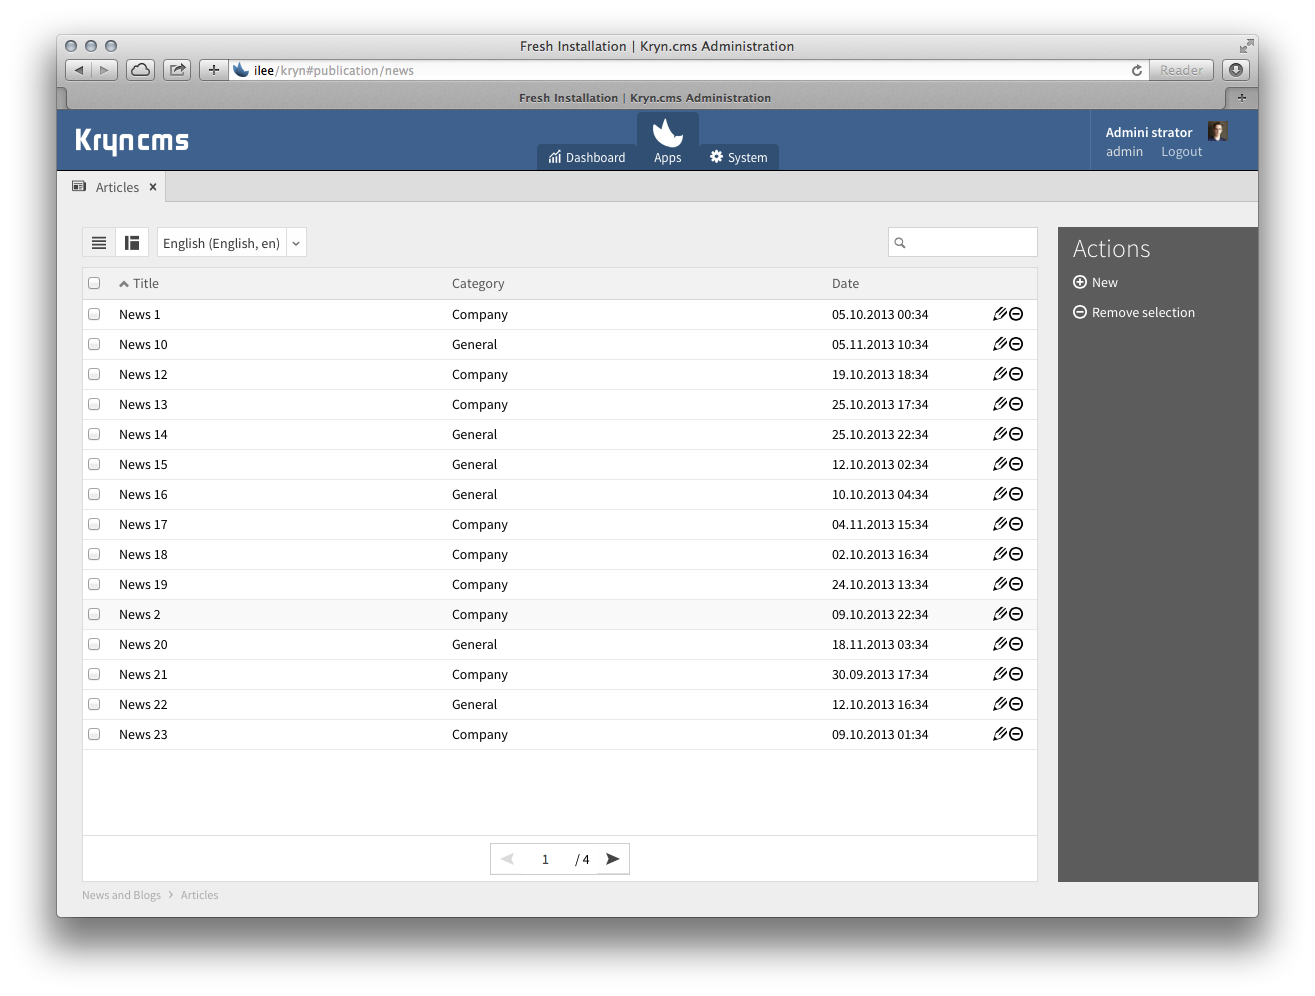 Fresh Installation | Kryn.cms Administration
ilee/kryn#publication/news
Reader
Fresh Installation | Kryn.cms Administration
Kryncms
Dashboard
Apps
System
Admini strator
admin Logout
Articles
English (English, en)
Actions
New
Remove selection
Title Category Date
News 1 Company 05.10.2013 00:34
News 10 General 05.11.2013 10:34
News 12 Company 19.10.2013 18:34
News 13 Company 25.10.2013 17:34
News 14 General 25.10.2013 22:34
News 15 General 12.10.2013 02:34
News 16 General 10.10.2013 04:34
News 17 Company 04.11.2013 15:34
News 18 Company 02.10.2013 16:34
News 19 Company 24.10.2013 13:34
News 2 Company 09.10.2013 22:34
News 20 General 18.11.2013 03:34
News 21 Company 30.09.2013 17:34
News 22 General 12.10.2013 16:34
News 23 Company 09.10.2013 01:34
1 / 4
News and Blogs > Articles